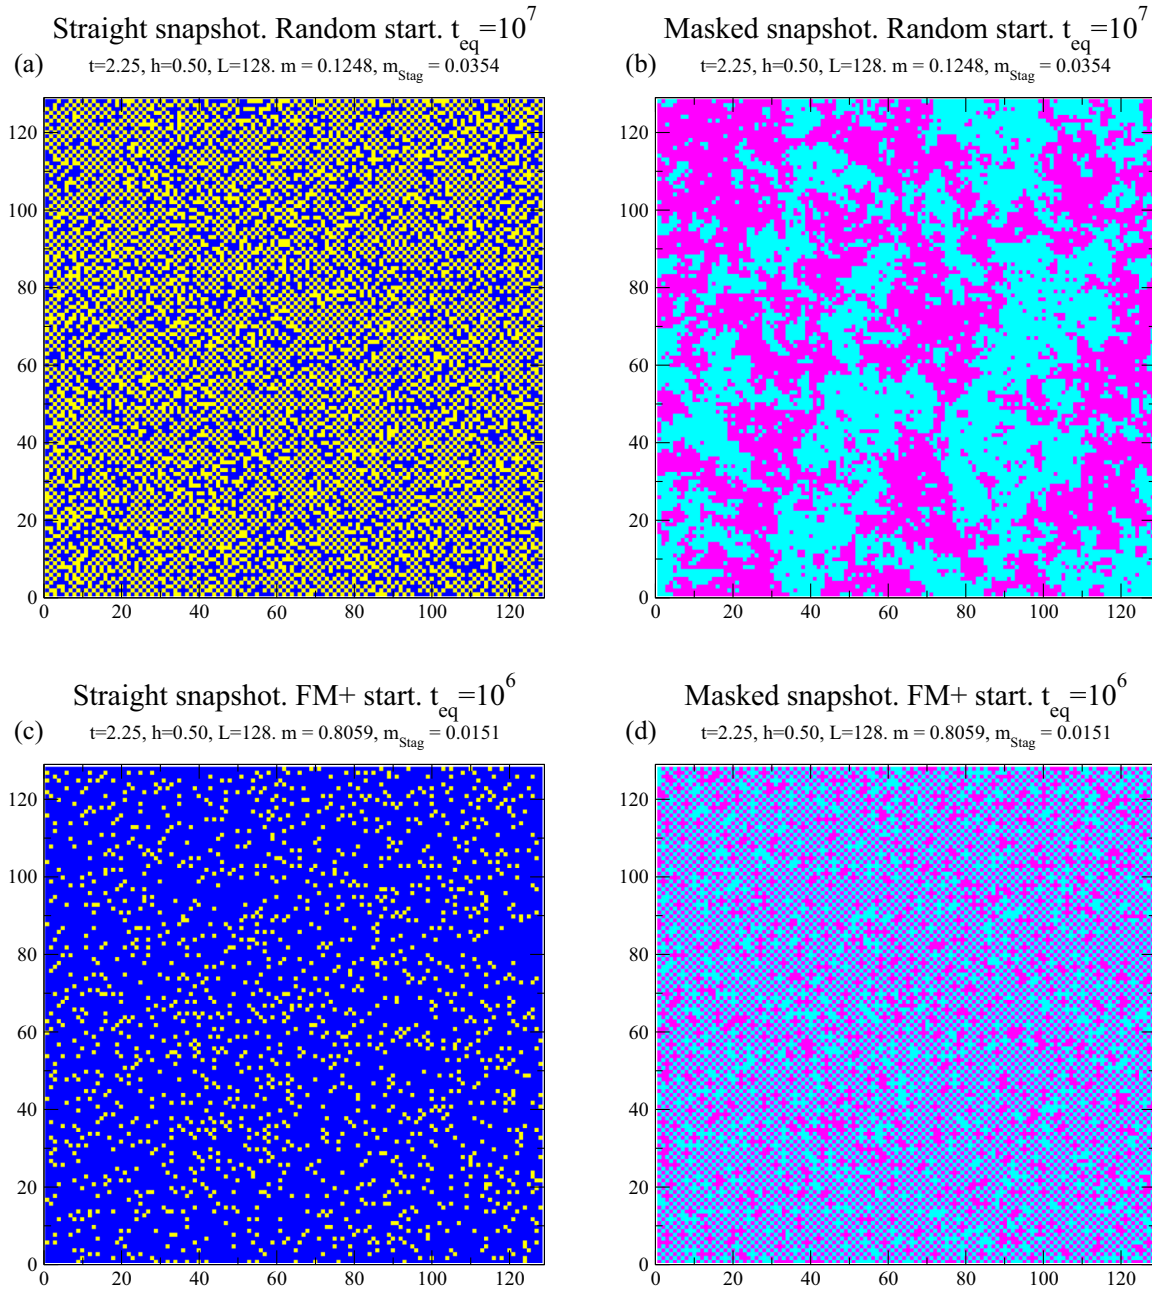 Straight snapshot. Random start. t_eq=10^7
(a) t=2.25, h=0.50, L=128. m = 0.1248, m_Stag = 0.0354
120
100
80
60
40
20
0
0 20 40 60 80 100 120
Masked snapshot. Random start. t_eq=10^7
(b) t=2.25, h=0.50, L=128. m = 0.1248, m_Stag = 0.0354
120
100
80
60
40
20
0
0 20 40 60 80 100 120
Straight snapshot. FM+ start. t_eq=10^6
(c) t=2.25, h=0.50, L=128. m = 0.8059, m_Stag = 0.0151
120
100
80
60
40
20
0
0 20 40 60 80 100 120
Masked snapshot. FM+ start. t_eq=10^6
(d) t=2.25, h=0.50, L=128. m = 0.8059, m_Stag = 0.0151
120
100
80
60
40
20
0
0 20 40 60 80 100 120